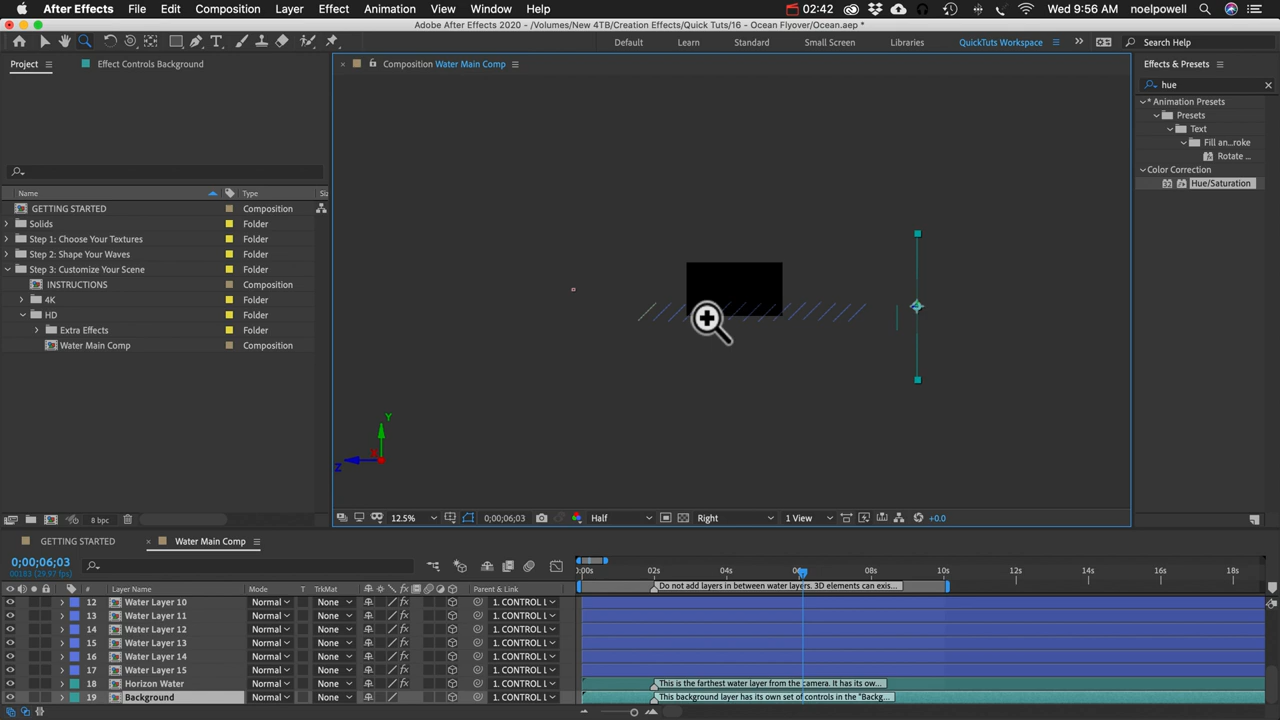 After Effects File Edit Composition Layer Effect Animation View Window Help 02:42 Wed 9:56 AM noelpowell
Adobe After Effects 2020 - /Volumes/New 4TB/Creation Effects/Quick Tuts/16 - Ocean Flyover/Ocean.aep *
Default Learn Standard Small Screen Libraries QuickTuts Workspace Search Help
Project Effect Controls Background
Composition Water Main Comp
Effects & Presets
hue
* Animation Presets
Presets
Text
Fill an...roke
Rotate ...
Color Correction
Hue/Saturation
Name Type Siz
GETTING STARTED Composition
Solids Folder
Step 1: Choose Your Textures Folder
Step 2: Shape Your Waves Folder
Step 3: Customize Your Scene Folder
INSTRUCTIONS Composition
4K Folder
HD Folder
Extra Effects Folder
Water Main Comp Composition
Y
Z
8 bpc
12.5% 0;00;06;03 Half Right 1 View +0.0
GETTING STARTED Water Main Comp
0;00;06;03
00183 (29.97 fps)
# Layer Name Mode T TrkMat Parent & Link
0:00s 02s 04s 06s 08s 10s 12s 14s 16s 18s
Do not add layers in between water layers. 3D elements can exis...
12 Water Layer 10 Normal None 1. CONTROL L
13 Water Layer 11 Normal None 1. CONTROL L
14 Water Layer 12 Normal None 1. CONTROL L
15 Water Layer 13 Normal None 1. CONTROL L
16 Water Layer 14 Normal None 1. CONTROL L
17 Water Layer 15 Normal None 1. CONTROL L
18 Horizon Water Normal None 1. CONTROL L This is the farthest water layer from the camera. It has its ow...
19 Background Normal None 1. CONTROL L This background layer has its own set of controls in the "Backg...